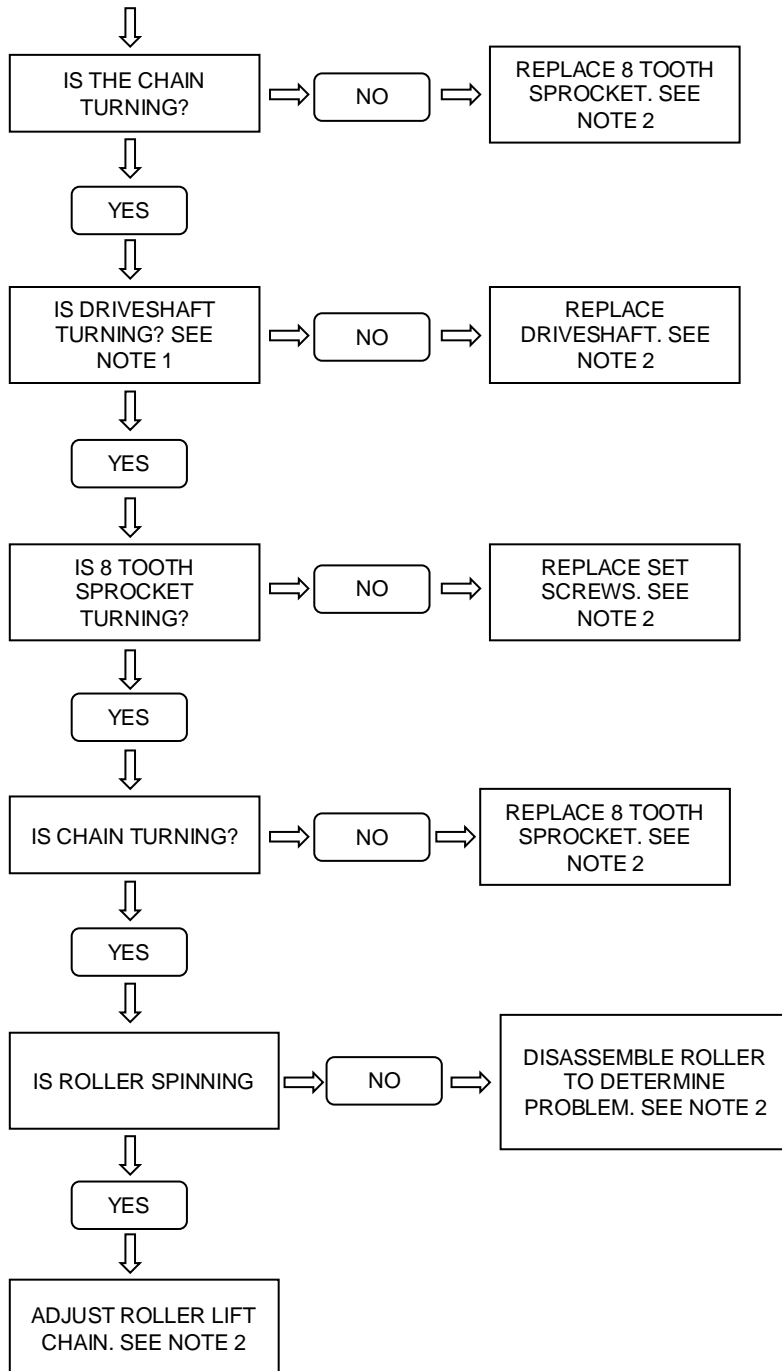 IS THE CHAIN
TURNING?
NO
REPLACE 8 TOOTH
SPROCKET. SEE
NOTE 2
YES
IS DRIVESHAFT
TURNING? SEE
NOTE 1
NO
REPLACE
DRIVESHAFT. SEE
NOTE 2
YES
IS 8 TOOTH
SPROCKET
TURNING?
NO
REPLACE SET
SCREWS. SEE
NOTE 2
YES
IS CHAIN TURNING?
NO
REPLACE 8 TOOTH
SPROCKET. SEE
NOTE 2
YES
IS ROLLER SPINNING
NO
DISASSEMBLE ROLLER
TO DETERMINE
PROBLEM. SEE NOTE 2
YES
ADJUST ROLLER LIFT
CHAIN. SEE NOTE 2